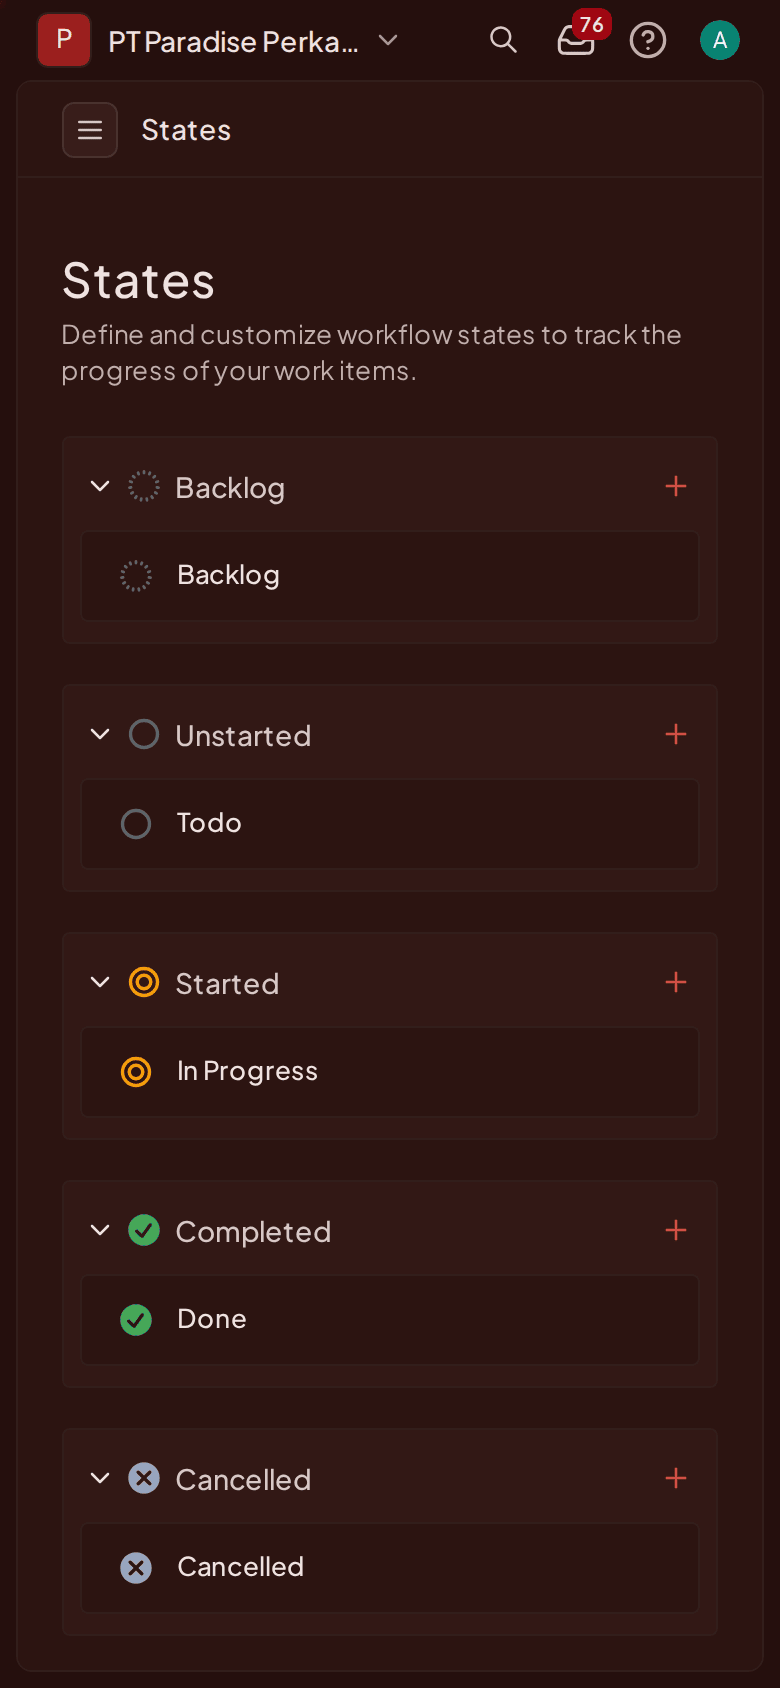 P
PT Paradise Perka...
76
A
States
States
Define and customize workflow states to track the
progress of your work items.
Backlog
Backlog
Unstarted
Todo
Started
In Progress
Completed
Done
Cancelled
Cancelled